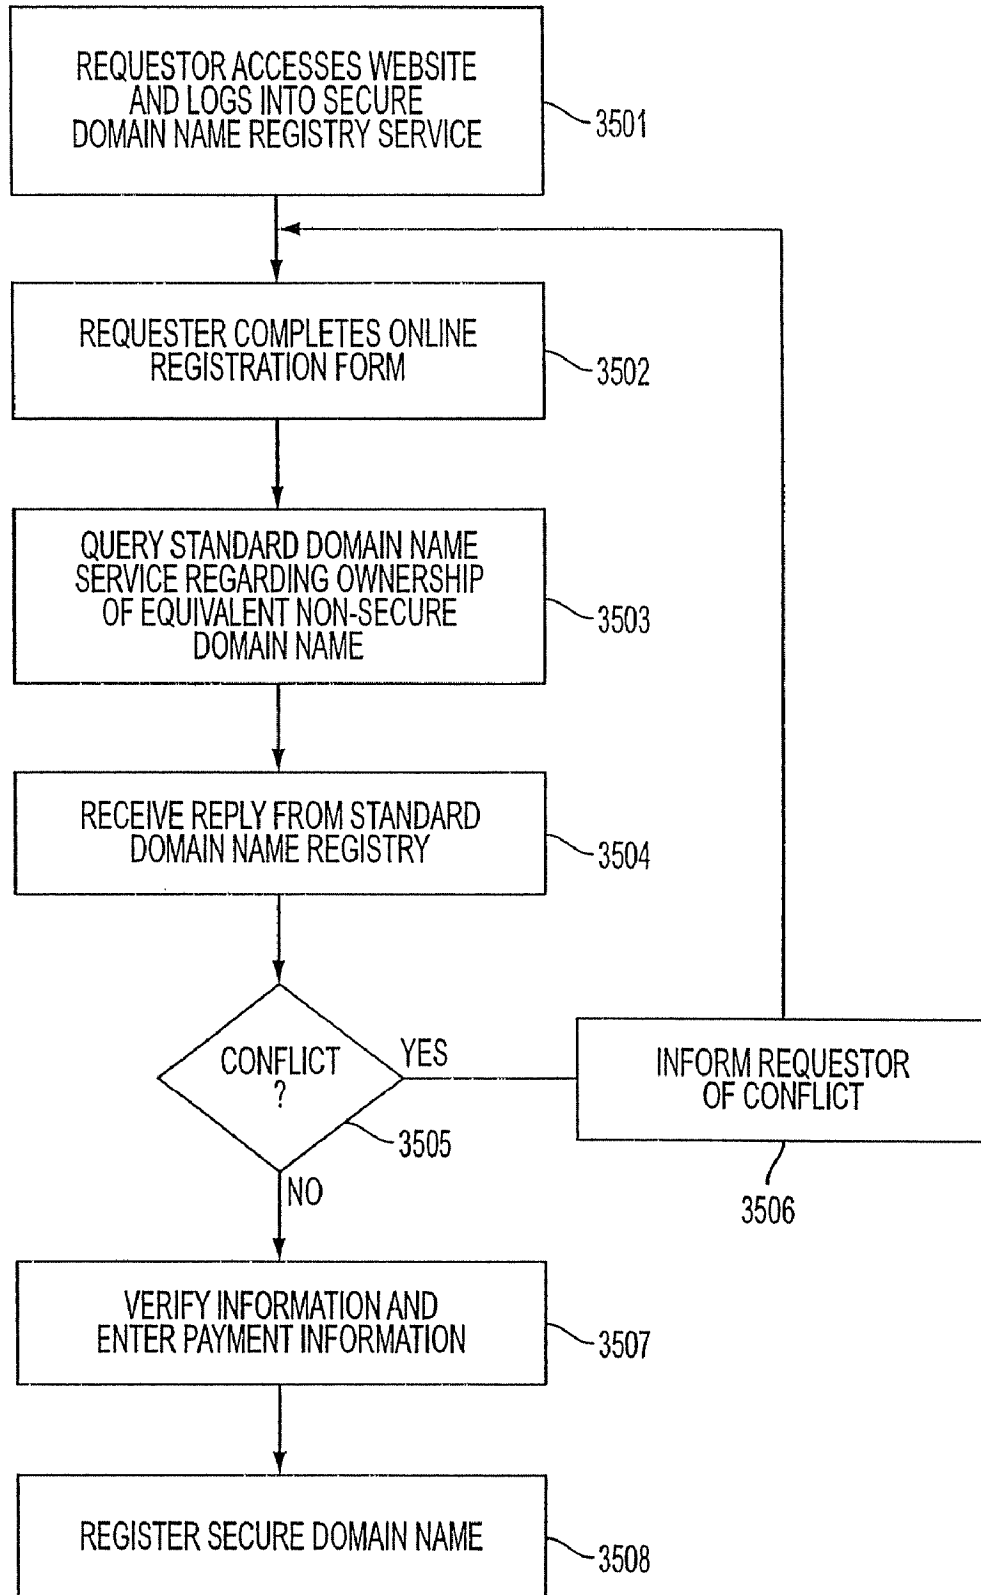 REQUESTOR ACCESSES WEBSITE
AND LOGS INTO SECURE
DOMAIN NAME REGISTRY SERVICE
3501
REQUESTER COMPLETES ONLINE
REGISTRATION FORM
3502
QUERY STANDARD DOMAIN NAME
SERVICE REGARDING OWNERSHIP
OF EQUIVALENT NON-SECURE
DOMAIN NAME
3503
RECEIVE REPLY FROM STANDARD
DOMAIN NAME REGISTRY
3504
CONFLICT
?
YES
3505
NO
INFORM REQUESTOR
OF CONFLICT
3506
VERIFY INFORMATION AND
ENTER PAYMENT INFORMATION
3507
REGISTER SECURE DOMAIN NAME
3508